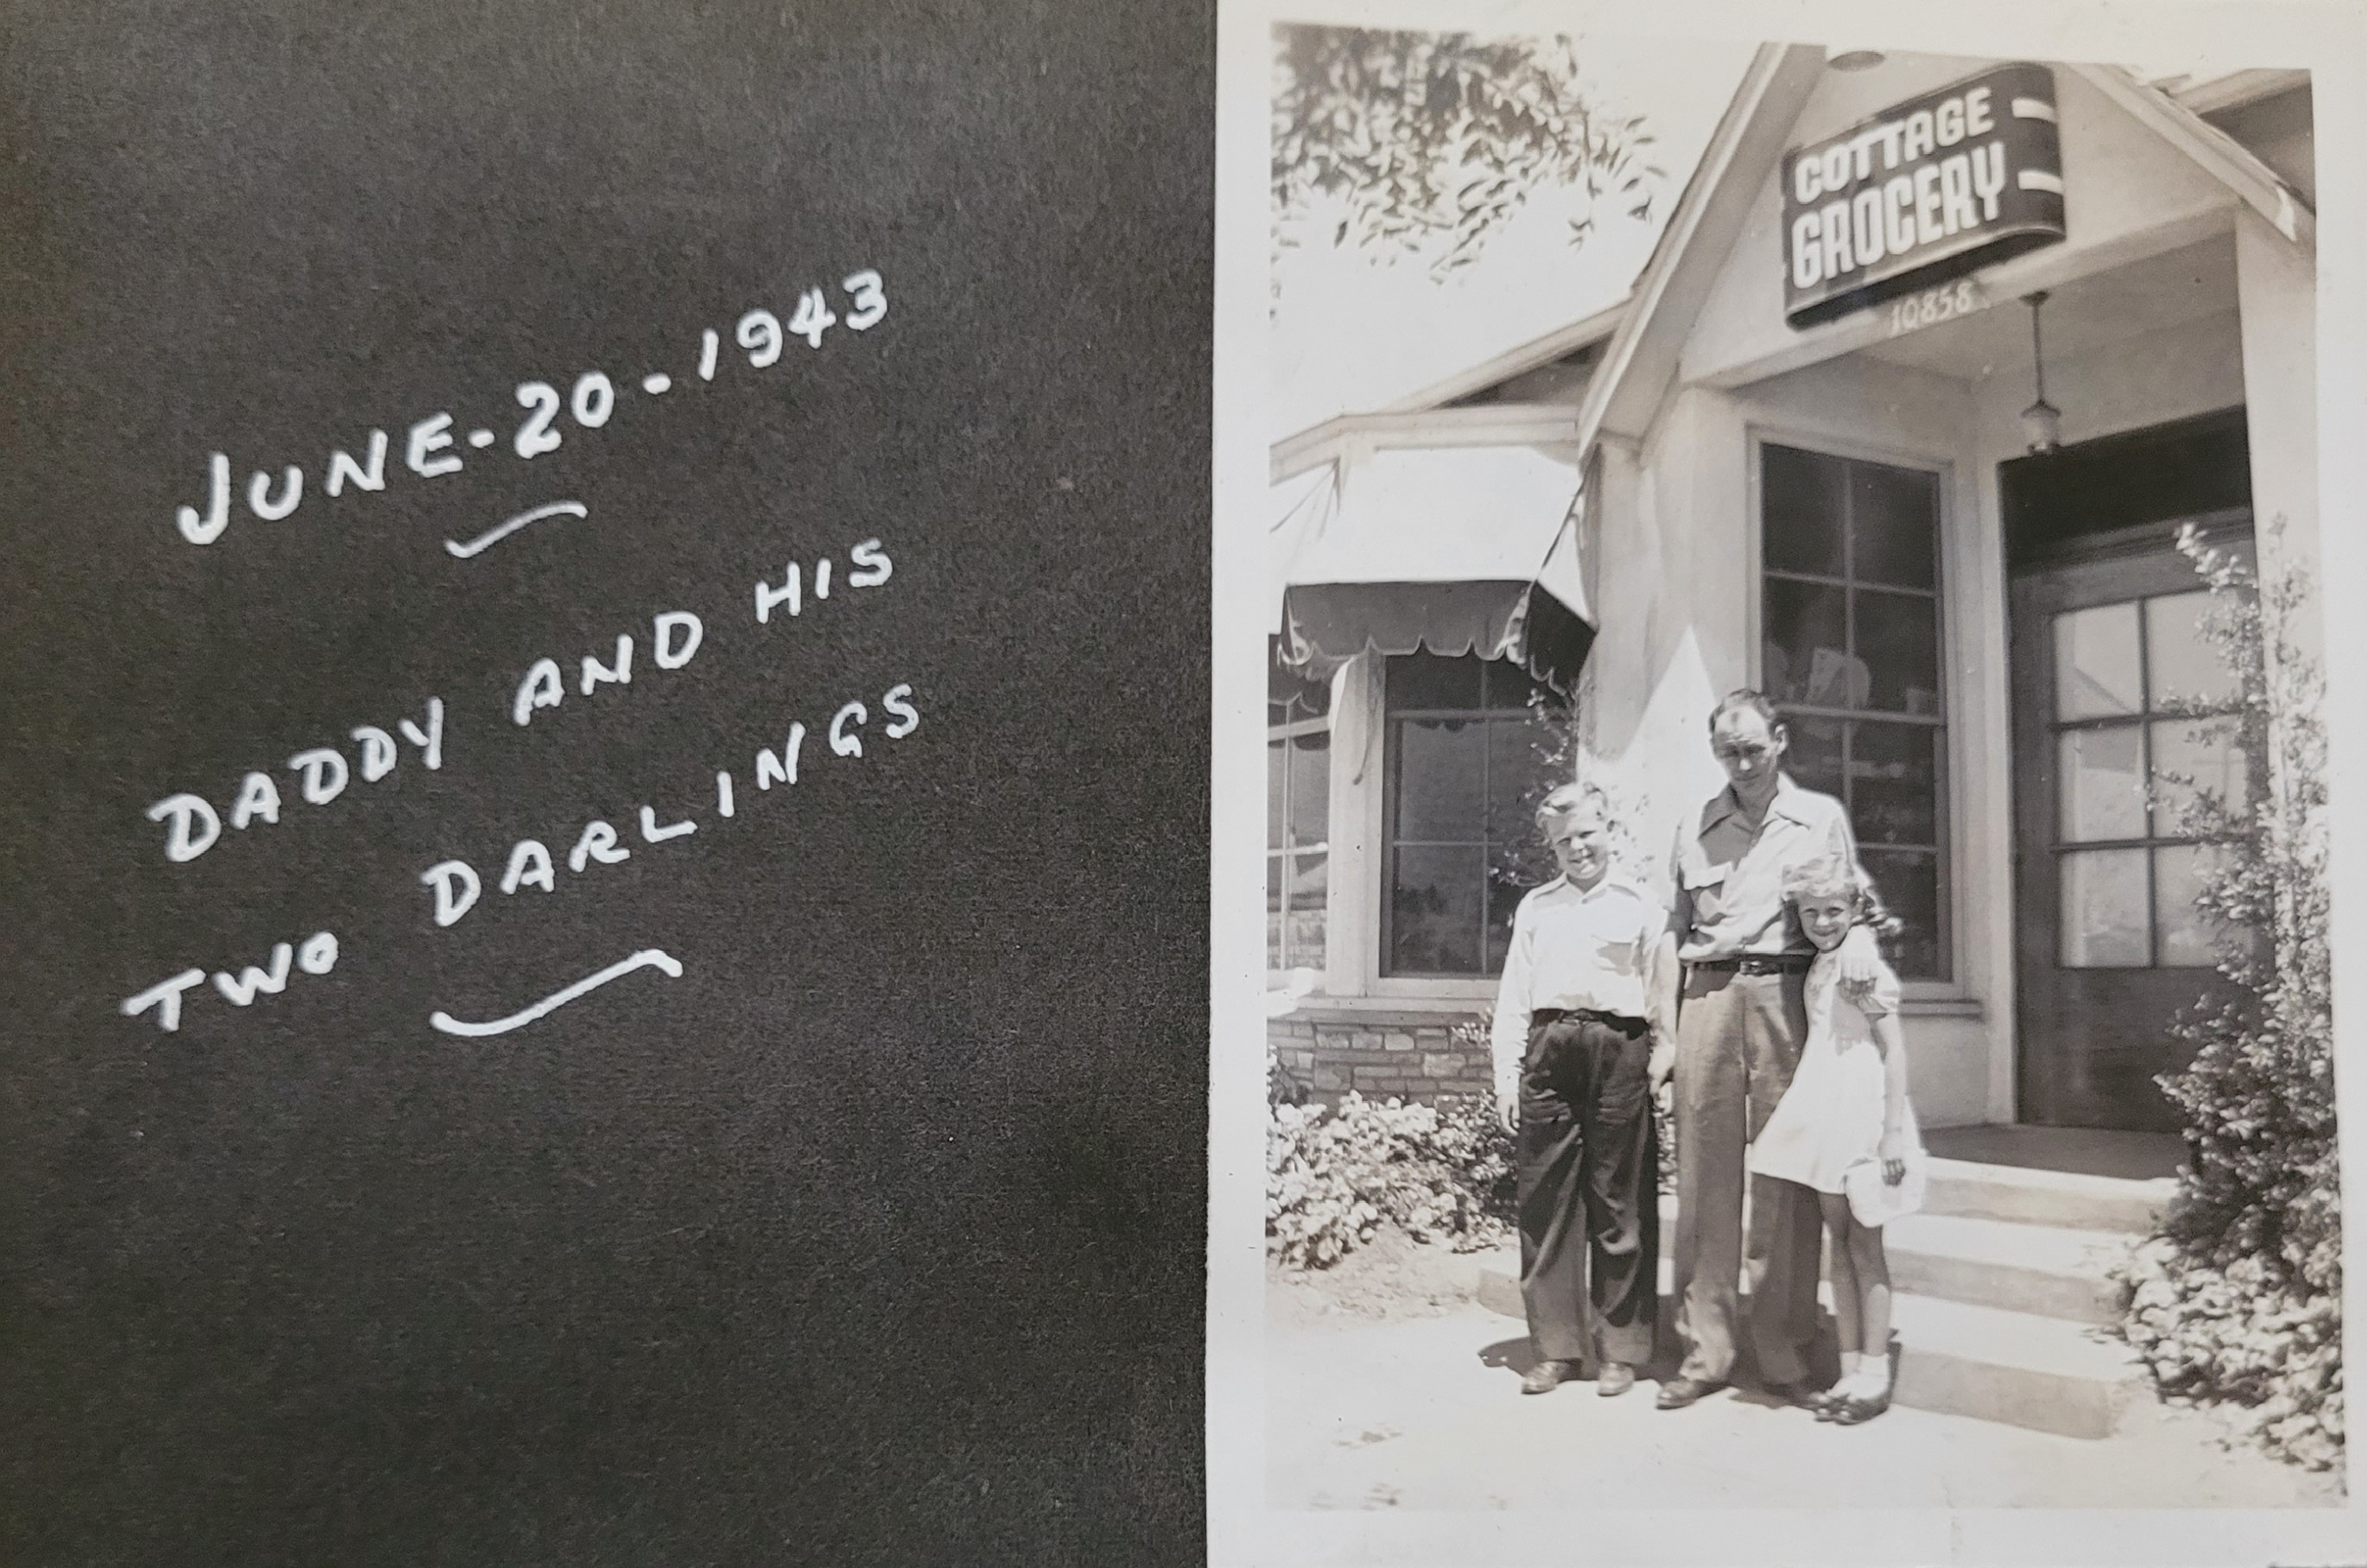 JUNE-20-1943
DADDY AND HIS
TWO DARLINGS
COTTAGE
GROCERY
10858